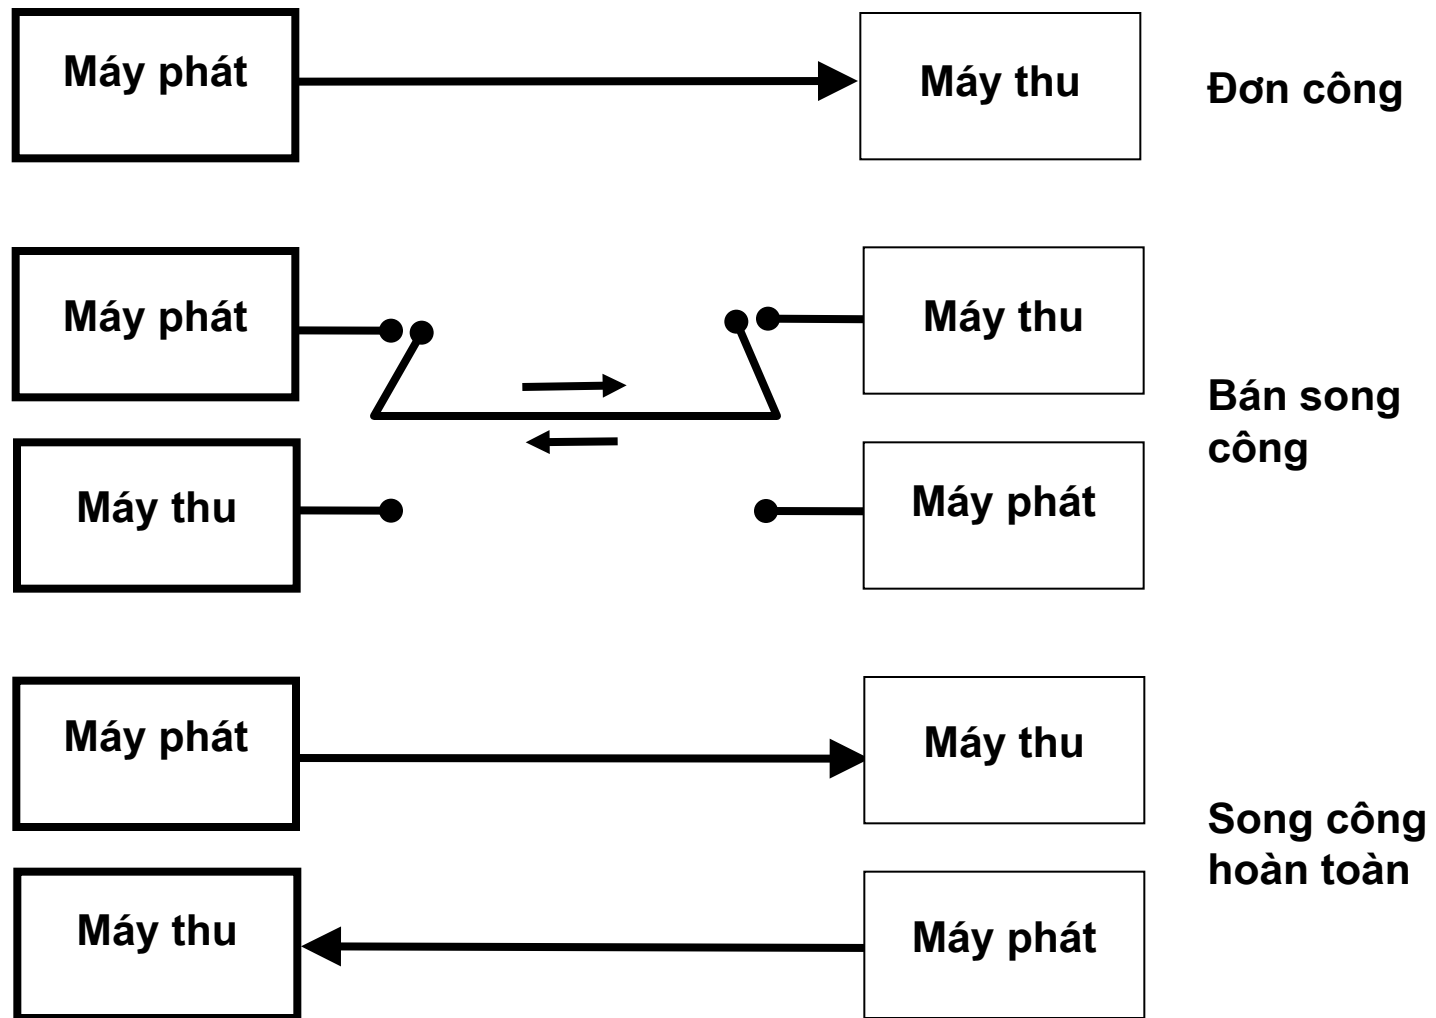 Máy phát
Máy thu
Đơn công
Máy phát
Máy thu
Bán song
công
Máy thu
Máy phát
Máy phát
Máy thu
Song công
hoàn toàn
Máy thu
Máy phát